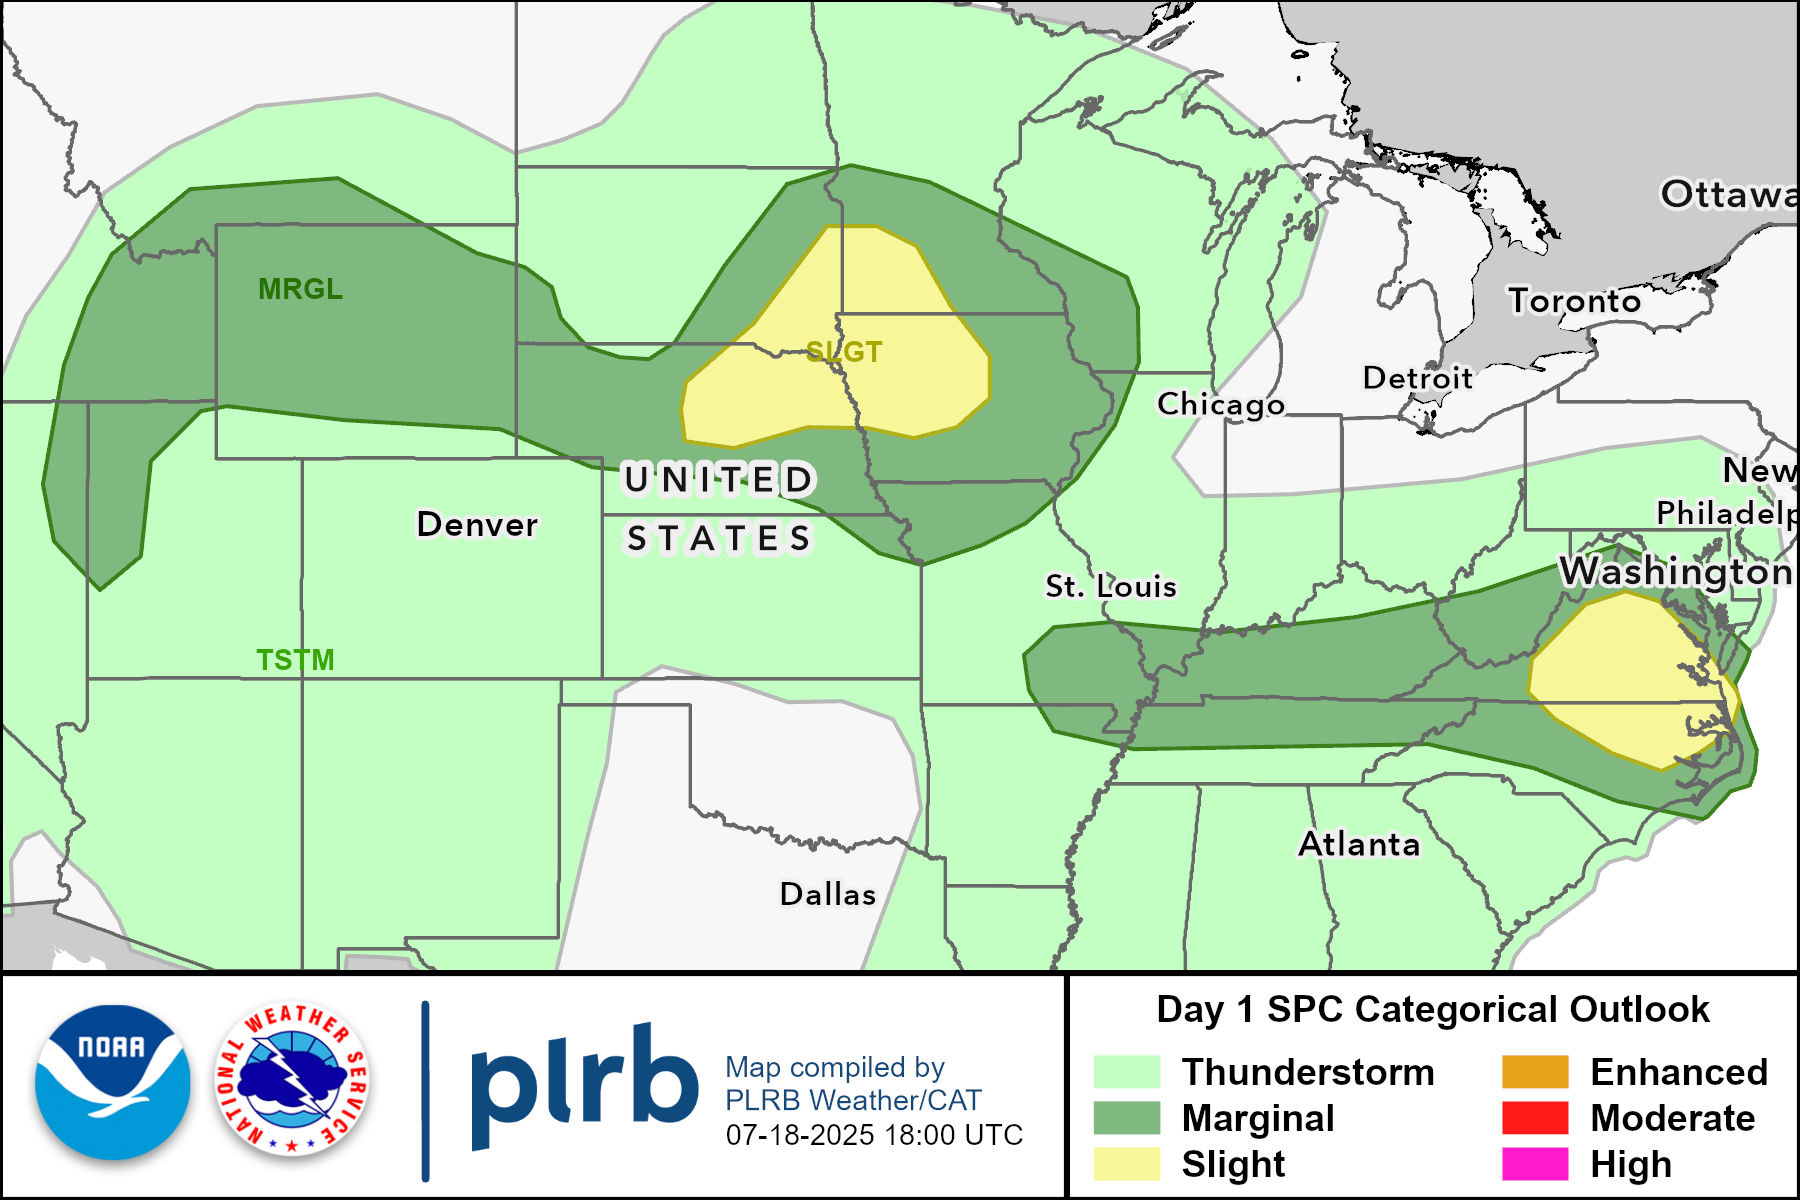 Ottawa
MRGL
Toronto
SLGT
Detroit
Chicago
New
UNITED
Philadelp
Denver
STATES
Washington
St. Louis
TSTM
Atlanta
Dallas
NOAA
NATIONAL WEATHER SERVICE
plrb
Map compiled by
PLRB Weather/CAT
07-18-2025 18:00 UTC
Day 1 SPC Categorical Outlook
Thunderstorm
Enhanced
Marginal
Moderate
Slight
High